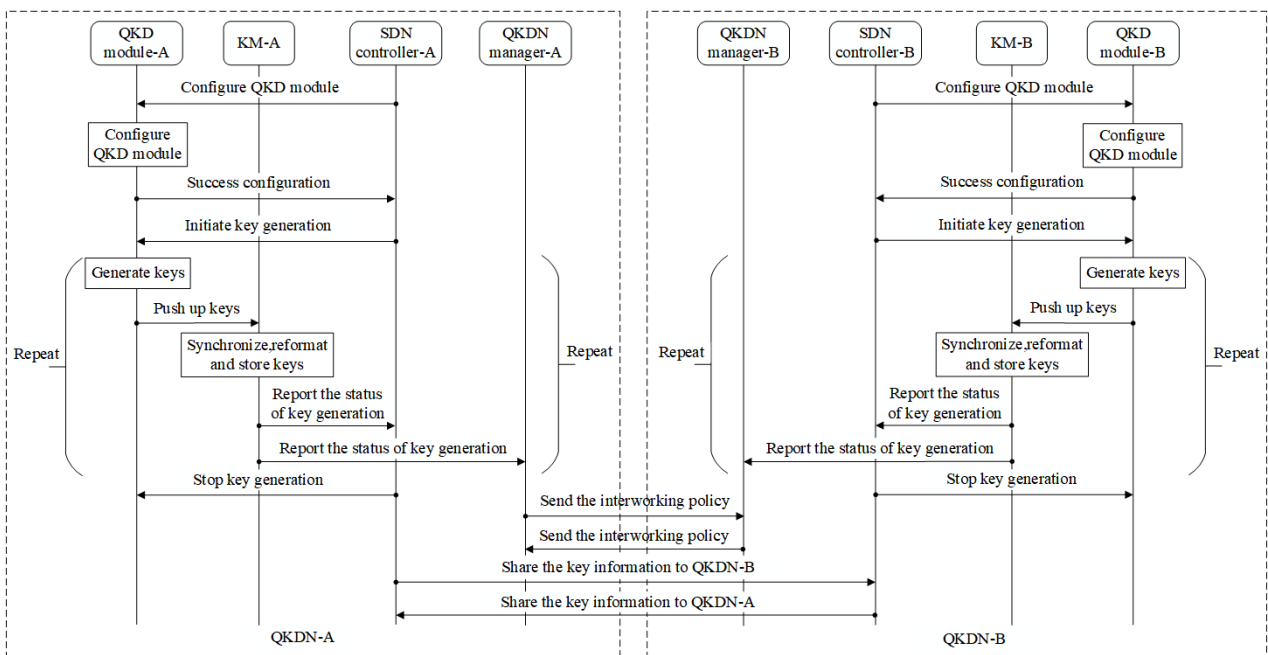 QKD
module-A
KM-A
SDN
controller-A
QKDN
manager-A
QKDN
manager-B
SDN
controller-B
KM-B
QKD
module-B
Configure QKD module
Configure QKD module
Configure
QKD module
Configure
QKD module
Success configuration
Success configuration
Initiate key generation
Initiate key generation
Generate keys
Generate keys
Push up keys
Push up keys
Repeat
Synchronize,reformat
and store keys
Repeat
Repeat
Synchronize,reformat
and store keys
Repeat
Report the status
of key generation
Report the status
of key generation
Report the status of key generation
Report the status of key generation
Stop key generation
Stop key generation
Send the interworking policy
Send the interworking policy
Share the key information to QKDN-B
Share the key information to QKDN-A
QKDN-A
QKDN-B